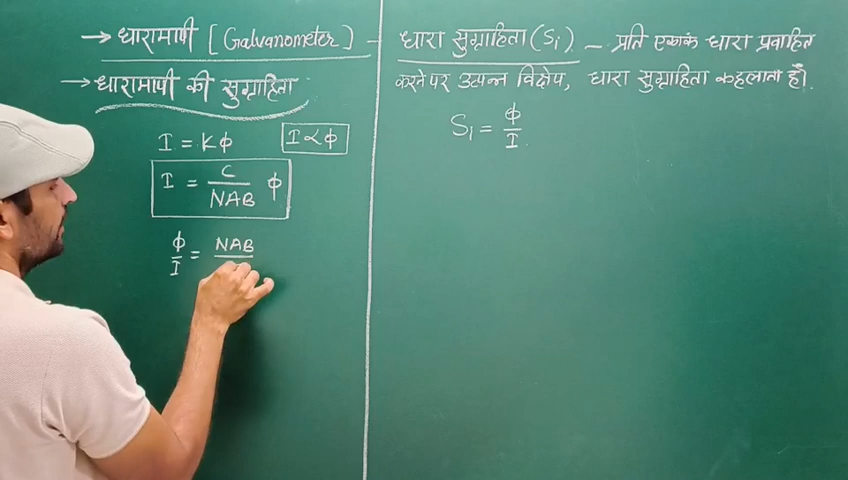 → धारामापी [Galvanometer] -
→ धारामापी की सुग्राहिता
I = Kϕ
I ∝ ϕ
I = C/NAB ϕ
ϕ/I = NAB
धारा सुग्राहिता (Si) - प्रति एकांक धारा प्रवाहित
करने पर उत्पन्न विक्षेप, धारा सुग्राहिता कहलाता है।
Si = ϕ/I